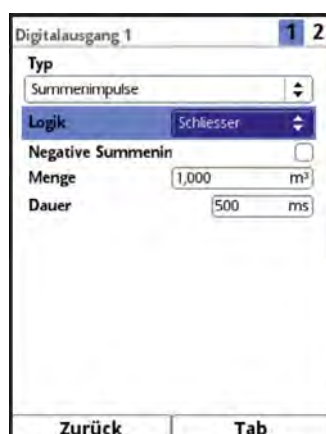 Digitalausgang 1 1 2
Typ
Summenimpulse
Logik Schliesser
Negative Summenin
Menge 1,000 m³
Dauer 500 ms
Zurück Tab